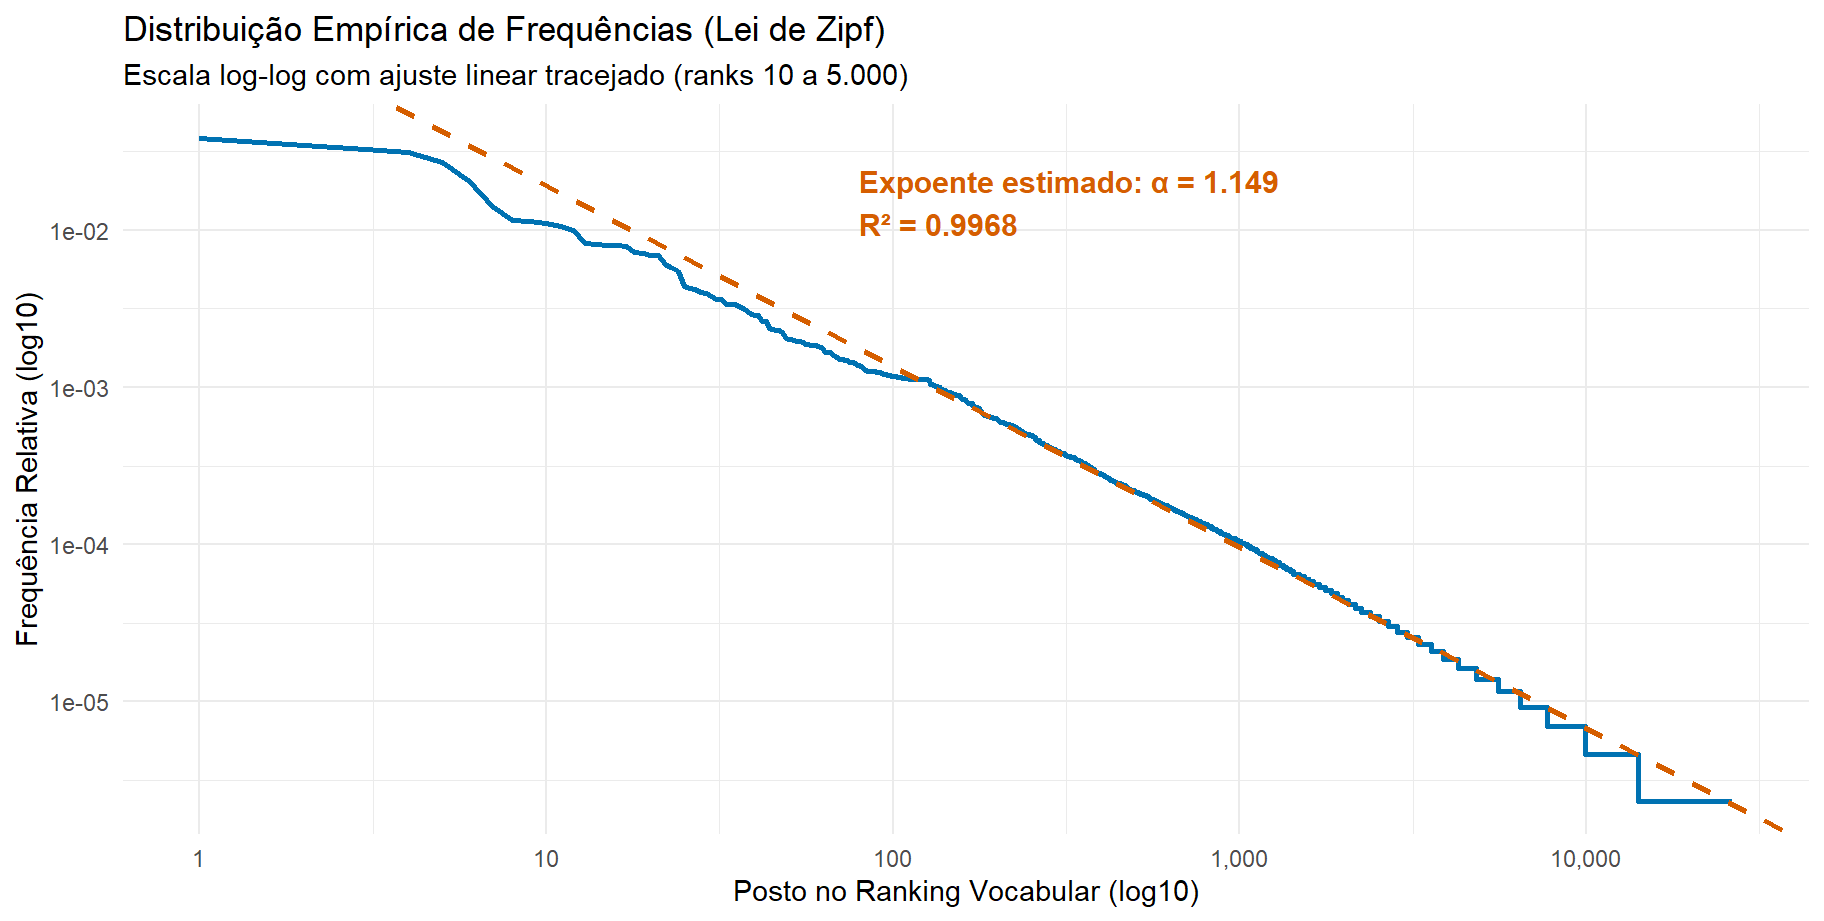 Distribuição Empírica de Frequências (Lei de Zipf)
Escala log-log com ajuste linear tracejado (ranks 10 a 5.000)
Expoente estimado: α = 1.149
R² = 0.9968
Frequência Relativa (log10)
1e-02
1e-03
1e-04
1e-05
1
10
100
1,000
10,000
Posto no Ranking Vocabular (log10)